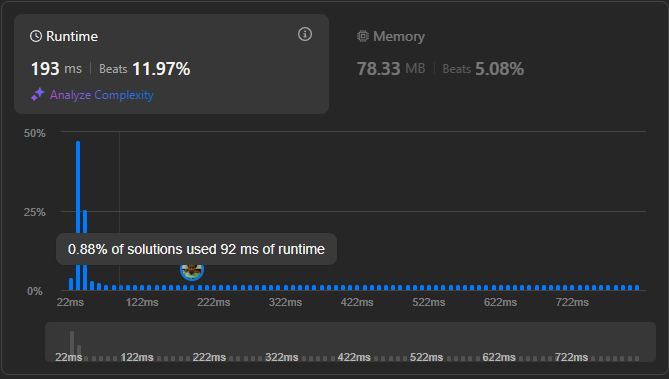 Runtime
193 ms | Beats 11.97%
Analyze Complexity
Memory
78.33 MB | Beats 5.08%
50%
25%
0.88% of solutions used 92 ms of runtime
0%
22ms 122ms 222ms 322ms 422ms 522ms 622ms 722ms
22ms 122ms 222ms 322ms 422ms 522ms 622ms 722ms